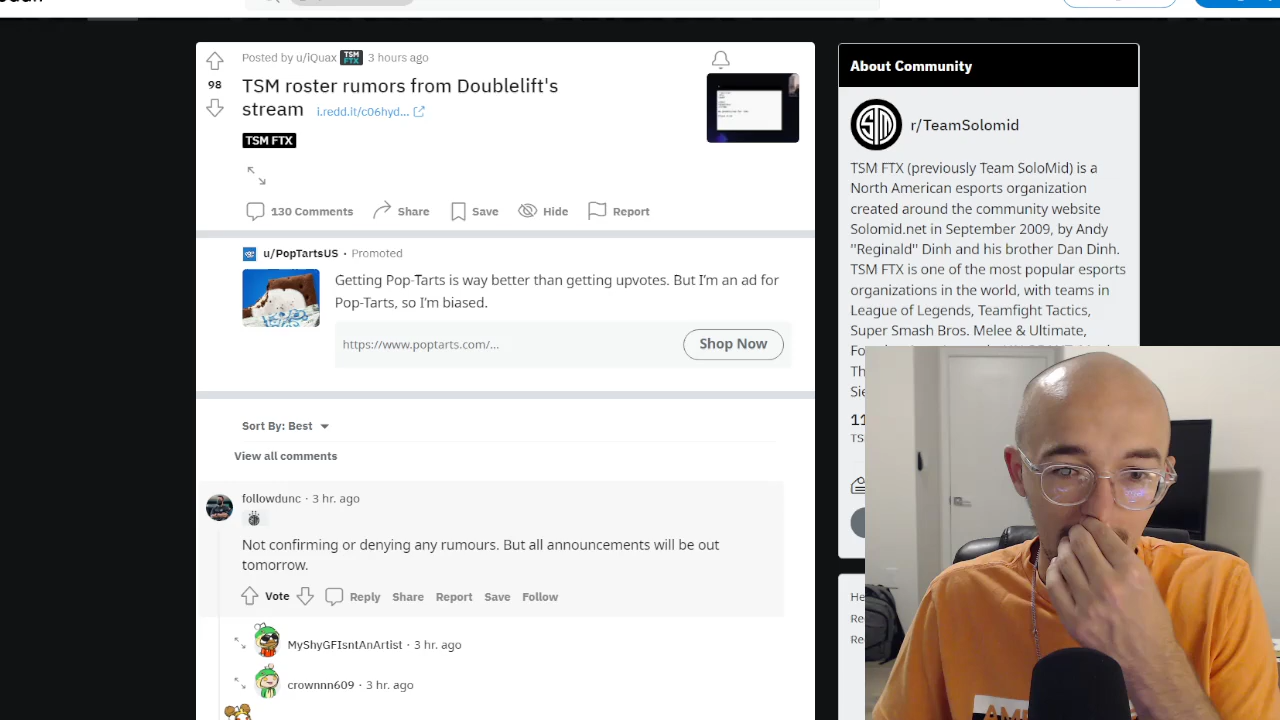 Posted by u/iQuax TSM FTX 3 hours ago
98
TSM roster rumors from Doublelift's
stream i.redd.it/c06hyd...
TSM FTX
130 Comments Share Save Hide Report
u/PopTartsUS · Promoted
Getting Pop-Tarts is way better than getting upvotes. But I'm an ad for
Pop-Tarts, so I'm biased.
https://www.poptarts.com/... Shop Now
Sort By: Best
View all comments
followdunc · 3 hr. ago
Not confirming or denying any rumours. But all announcements will be out
tomorrow.
Vote Reply Share Report Save Follow
MyShyGFIsntAnArtist · 3 hr. ago
crownnn609 · 3 hr. ago
About Community
r/TeamSolomid
TSM FTX (previously Team SoloMid) is a
North American esports organization
created around the community website
Solomid.net in September 2009, by Andy
"Reginald" Dinh and his brother Dan Dinh.
TSM FTX is one of the most popular esports
organizations in the world, with teams in
League of Legends, Teamfight Tactics,
Super Smash Bros. Melee & Ultimate,